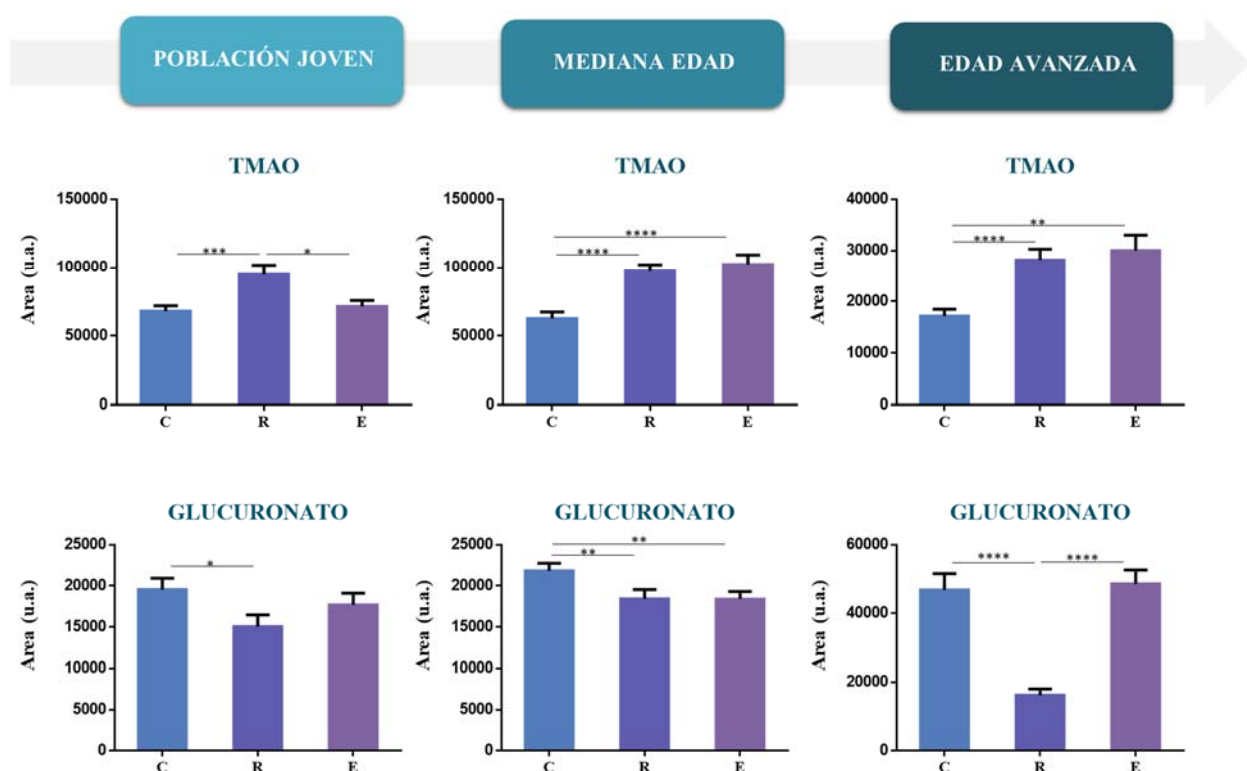 POBLACIÓN JOVEN
MEDIANA EDAD
EDAD AVANZADA
TMAO
Area (u.a.)
150000
100000
50000
0
***
*
C R E
TMAO
Area (u.a.)
150000
100000
50000
0
****
****
C R E
TMAO
Area (u.a.)
40000
30000
20000
10000
0
**
****
C R E
GLUCURONATO
Area (u.a.)
25000
20000
15000
10000
5000
0
*
C R E
GLUCURONATO
Area (u.a.)
25000
20000
15000
10000
5000
0
**
**
C R E
GLUCURONATO
Area (u.a.)
60000
40000
20000
0
****
****
C R E